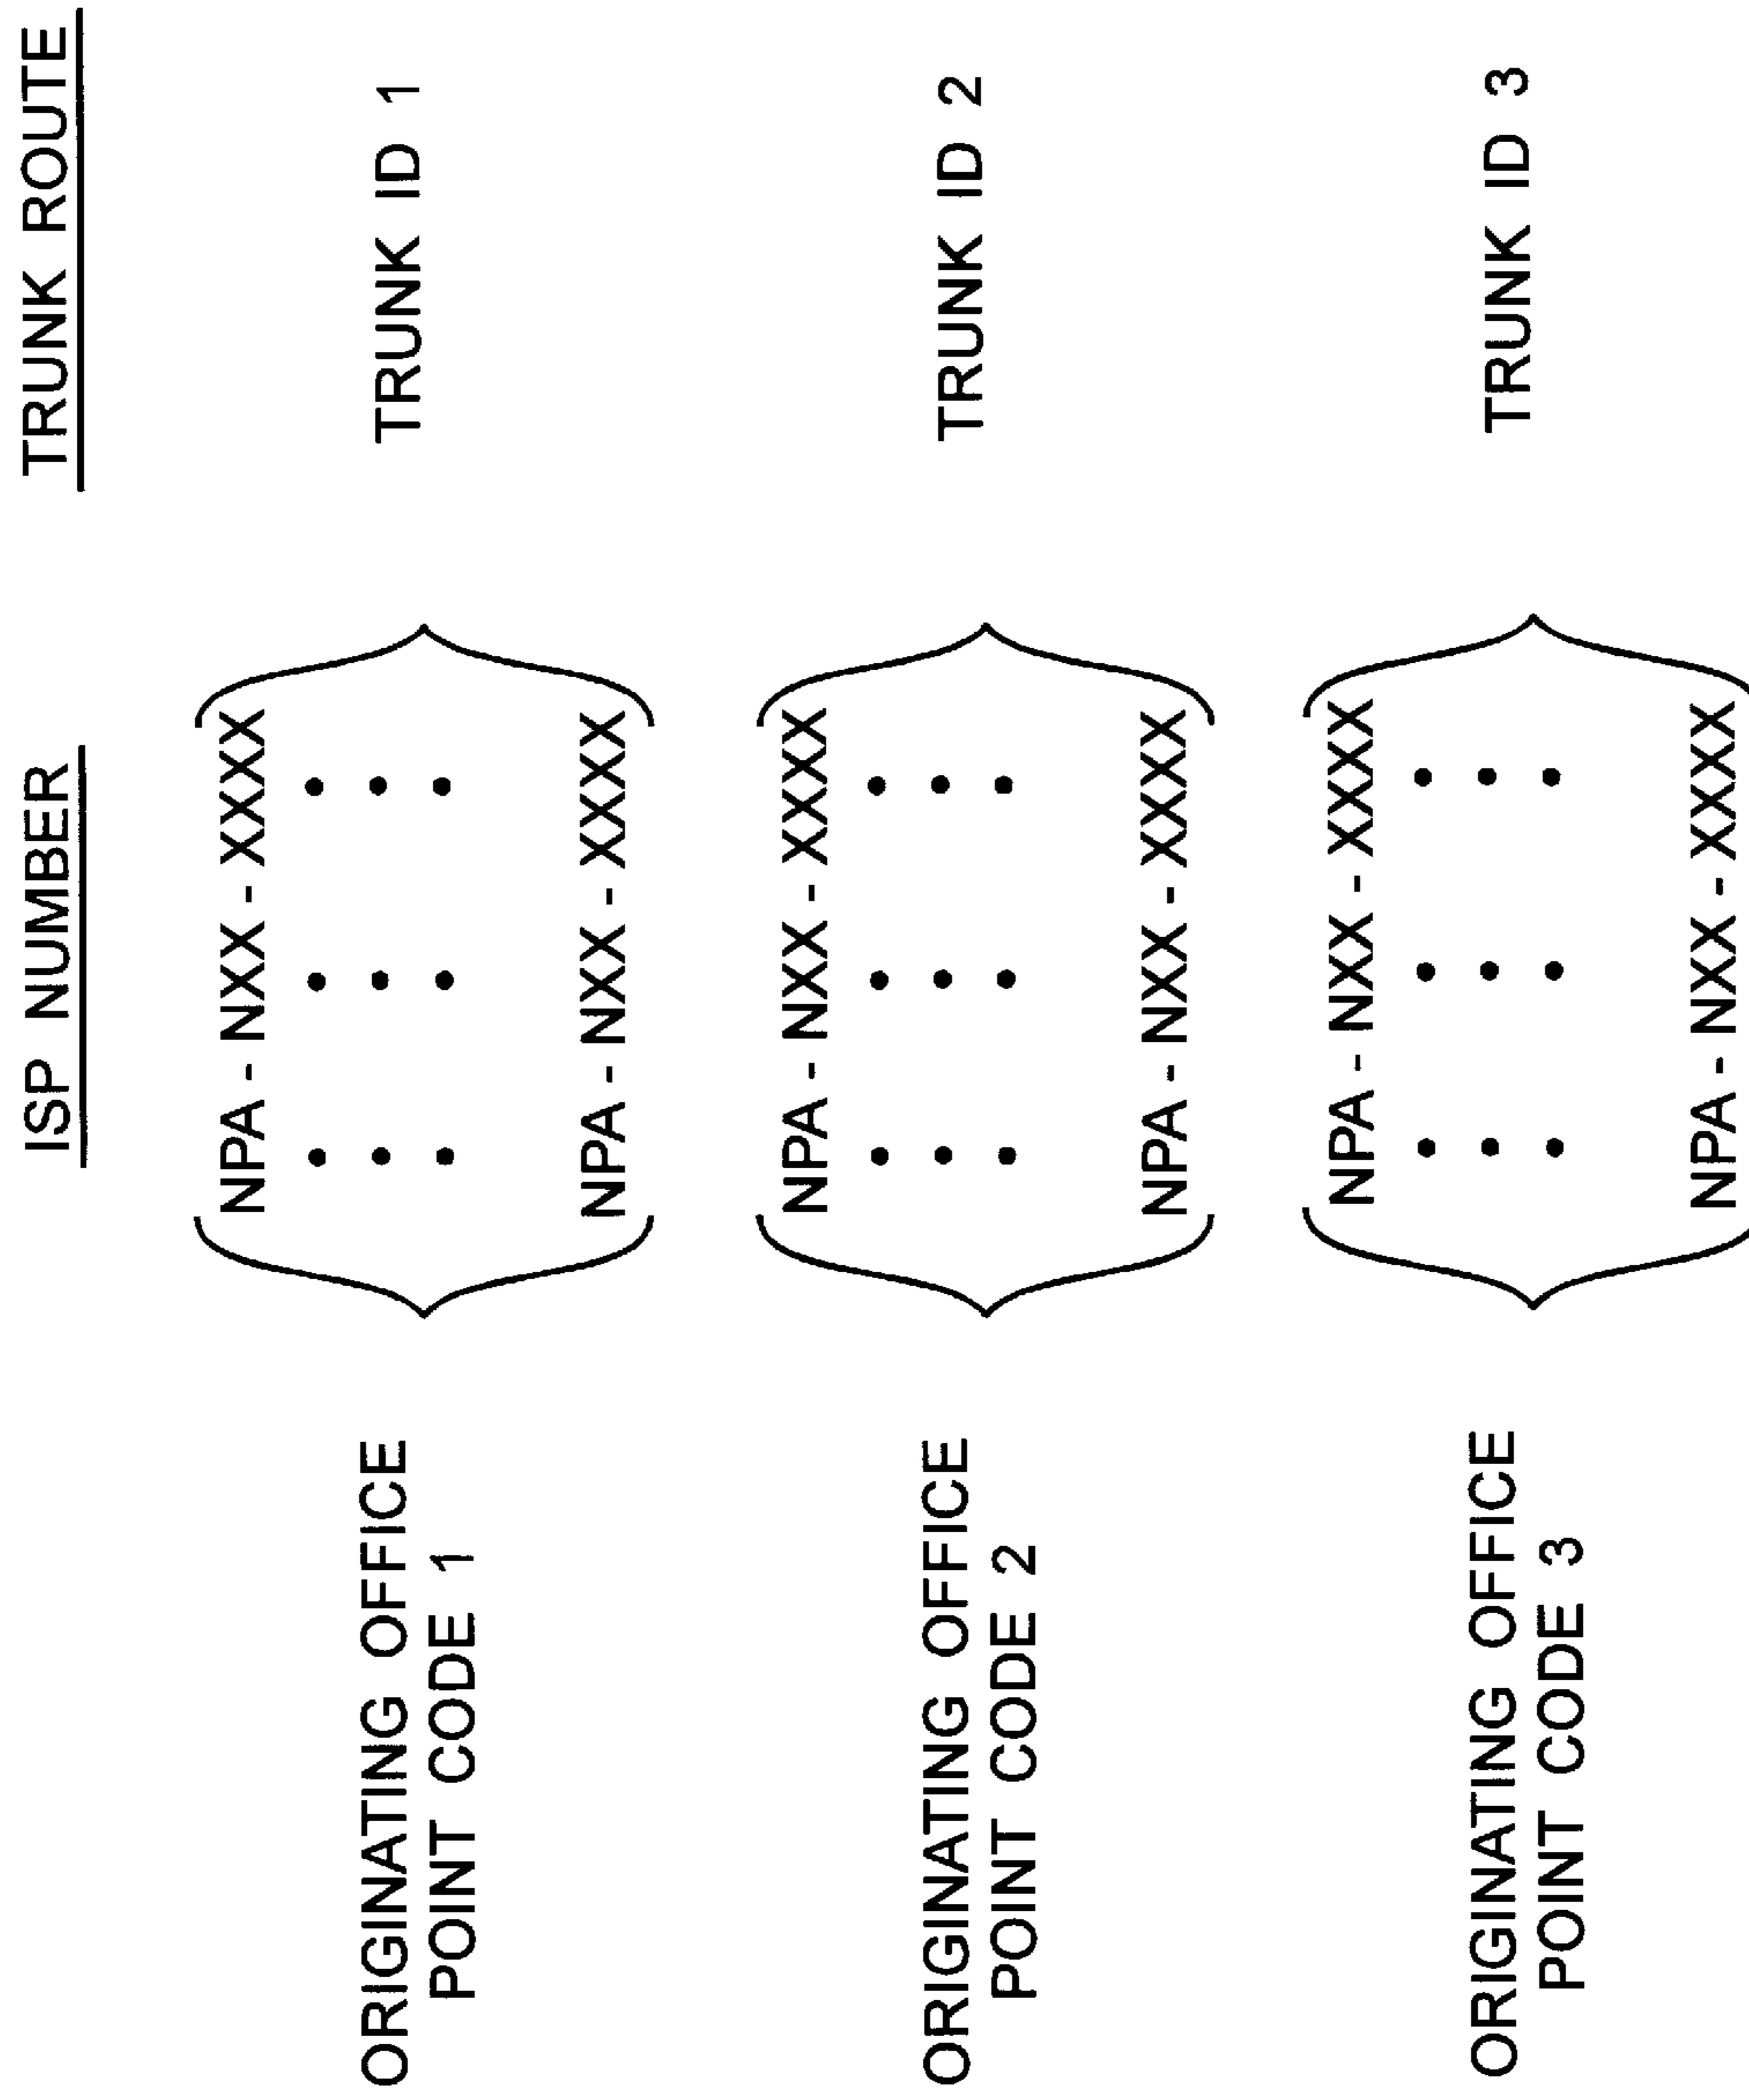 ISP NUMBER
TRUNK ROUTE
ORIGINATING OFFICE
POINT CODE 1
NPA - NXX - XXXX
NPA - NXX - XXXX
TRUNK ID 1
ORIGINATING OFFICE
POINT CODE 2
NPA - NXX - XXXX
NPA - NXX - XXXX
TRUNK ID 2
ORIGINATING OFFICE
POINT CODE 3
NPA - NXX - XXXX
NPA - NXX - XXXX
TRUNK ID 3